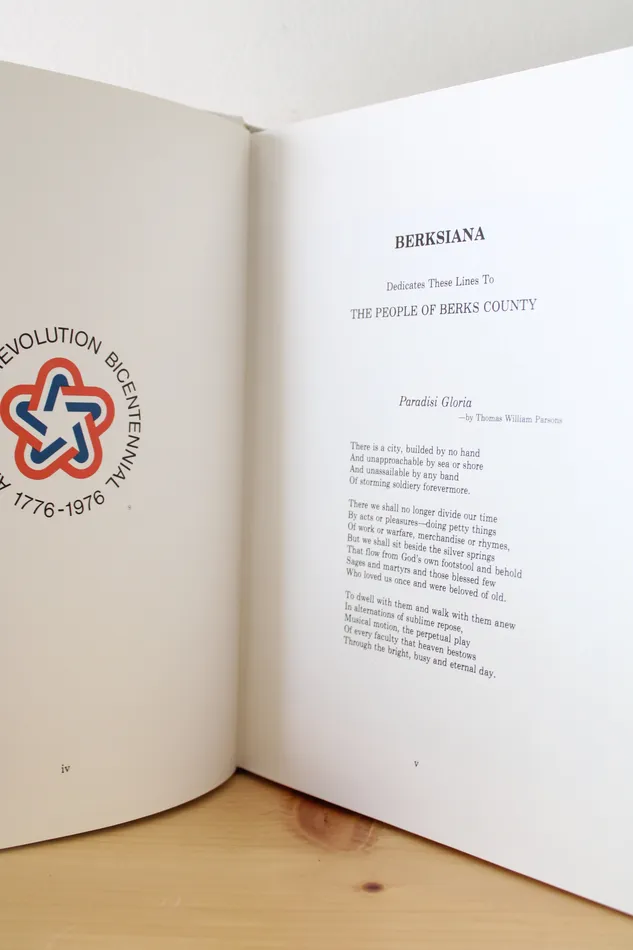 REVOLUTION BICENTENNIAL
1776-1976
iv
BERKSIANA
Dedicates These Lines To
THE PEOPLE OF BERKS COUNTY
Paradisi Gloria
—by Thomas William Parsons
There is a city, builded by no hand
And unapproachable by sea or shore
And unassailable by any band
Of storming soldiery forevermore.
There we shall no longer divide our time
By acts or pleasures—doing petty things
Of work or warfare, merchandise or rhymes,
But we shall sit beside the silver springs
That flow from God's own footstool and behold
Sages and martyrs and those blessed few
Who loved us once and were beloved of old.
To dwell with them and walk with them anew
In alternations of sublime repose,
Musical motion, the perpetual play
Of every faculty that heaven bestows
Through the bright, busy and eternal day.
v